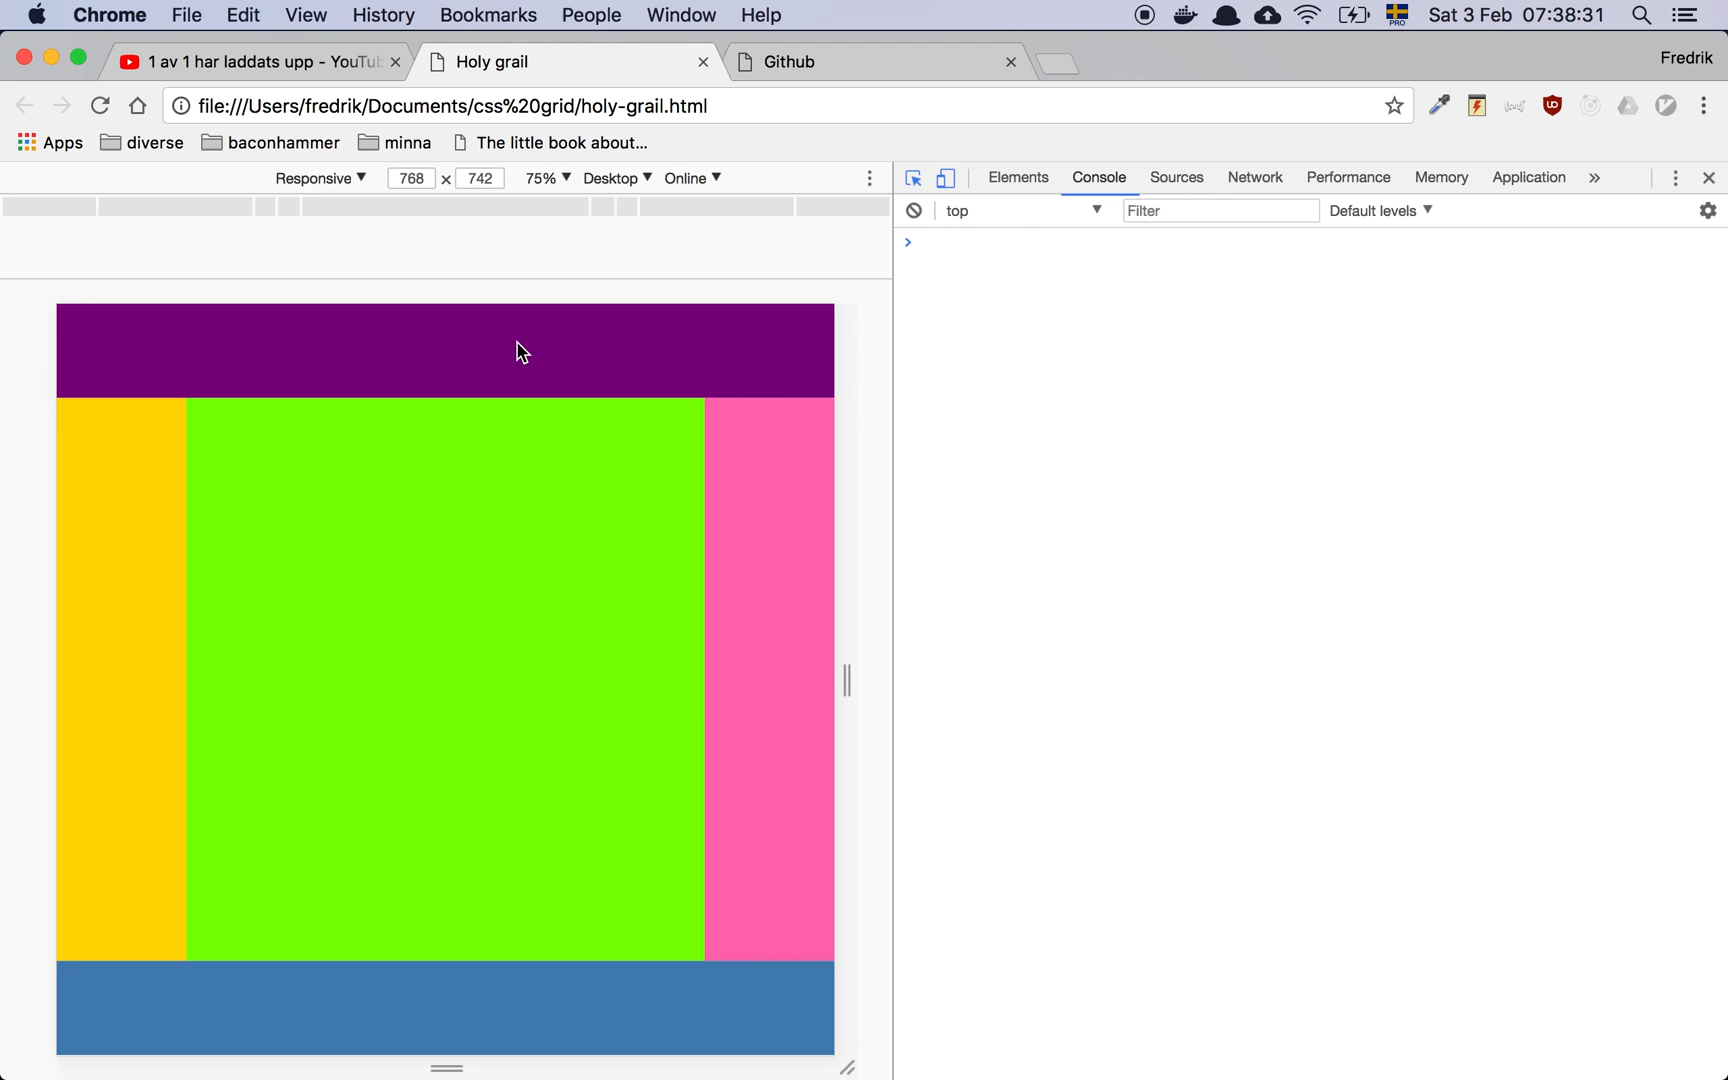 Chrome File Edit View History Bookmarks People Window Help PRO Sat 3 Feb 07:38:31
1 av 1 har laddats upp - YouTub Holy grail Github Fredrik
file:///Users/fredrik/Documents/css%20grid/holy-grail.html
Apps diverse baconhammer minna The little book about...
Responsive 768 x 742 75% Desktop Online Elements Console Sources Network Performance Memory Application »
top Filter Default levels